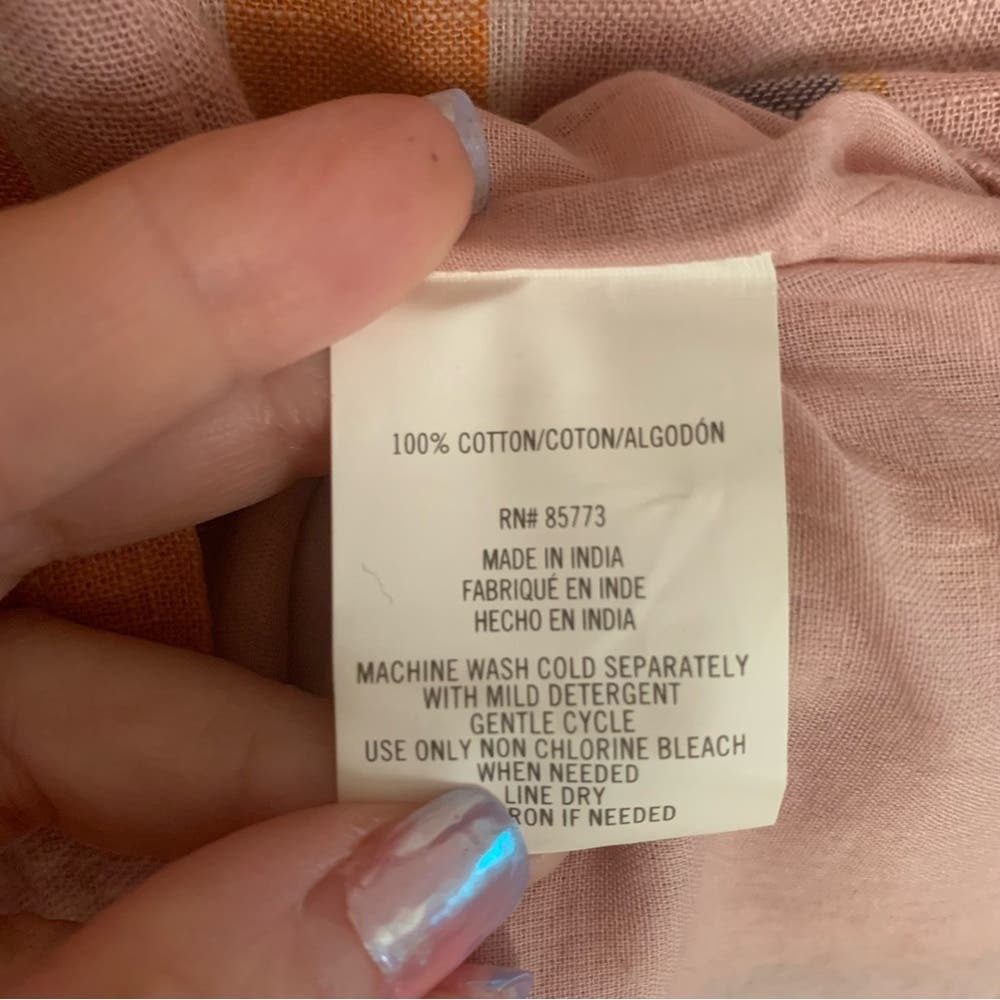 100% COTTON/COTON/ALGODÓN
RN# 85773
MADE IN INDIA
FABRIQUÉ EN INDE
HECHO EN INDIA
MACHINE WASH COLD SEPARATELY
WITH MILD DETERGENT
GENTLE CYCLE
USE ONLY NON CHLORINE BLEACH
WHEN NEEDED
LINE DRY
IF NEEDED